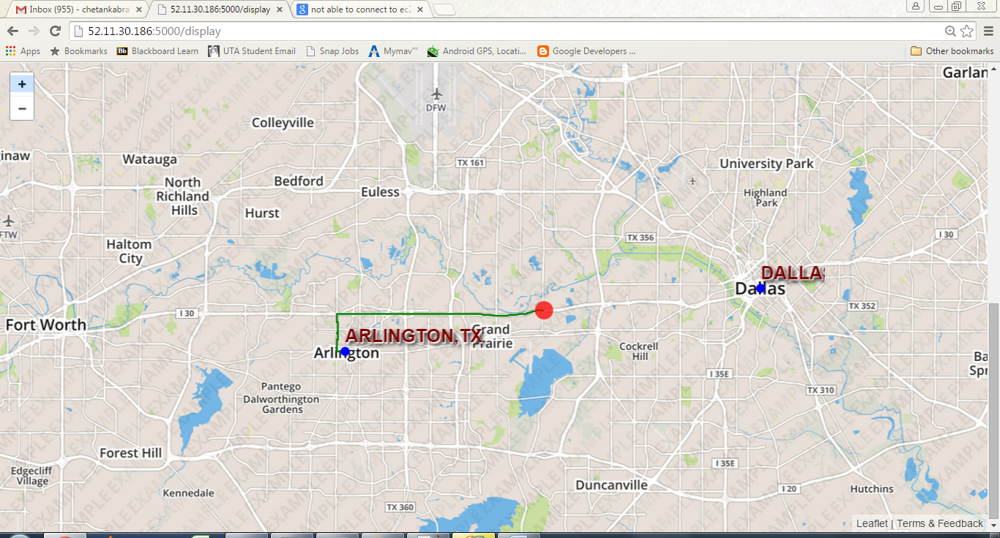 Inbox (955) - chetankabra
52.11.30.186:5000/display
not able to connect to ec2
52.11.30.186:5000/display
Apps
Bookmarks
Bb
Blackboard Learn
UTA Student Email
Snap Jobs
Mymav'''
Android GPS, Locati...
Google Developers ...
Other bookmarks
+
−
Garlan
DFW
Colleyville
ginaw
Watauga
TX 161
University Park
North
Richland
Hills
Bedford
Euless
Highland
Park
Hurst
FTW
Haltom
City
TX 356
I 30
DALLAS
Dallas
TX 352
I 30
Fort Worth
Grand
Prairie
ARLINGTON,TX
Arlington
Cockrell
Hill
Ba
Spr
I 35E
Pantego
Dalworthington
Gardens
TX 310
Forest Hill
I 35E
Edgecliff
Village
Kennedale
Duncanville
I 20
Hutchins
TX 360
Leaflet | Terms & Feedback